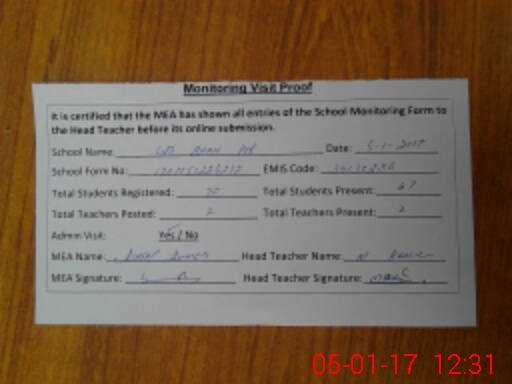 Monitoring Visit Proof
It is certified that the MEA has shown all entries of the School Monitoring Form to
the Head Teacher before its online submission.
School Name: Date: 5-1-2017
School Form No: EMIS Code:
Total Students Registered: Total Students Present: 67
Total Teachers Posted: 2 Total Teachers Present: 2
Admin Visit: Yes / No
MEA Name: Head Teacher Name:
MEA Signature: Head Teacher Signature:
05-01-17 12:31